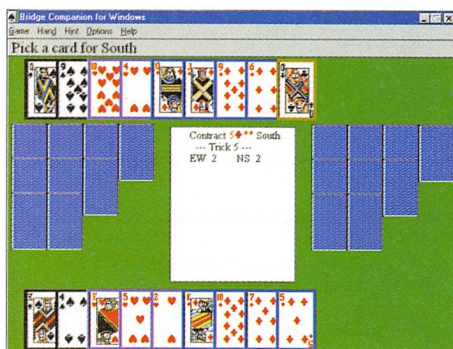 Bridge Companion for Windows
Game Hand Hint Options Help
Pick a card for South
Contract 5♦** South
--- Trick 5 ---
EW 2 NS 2